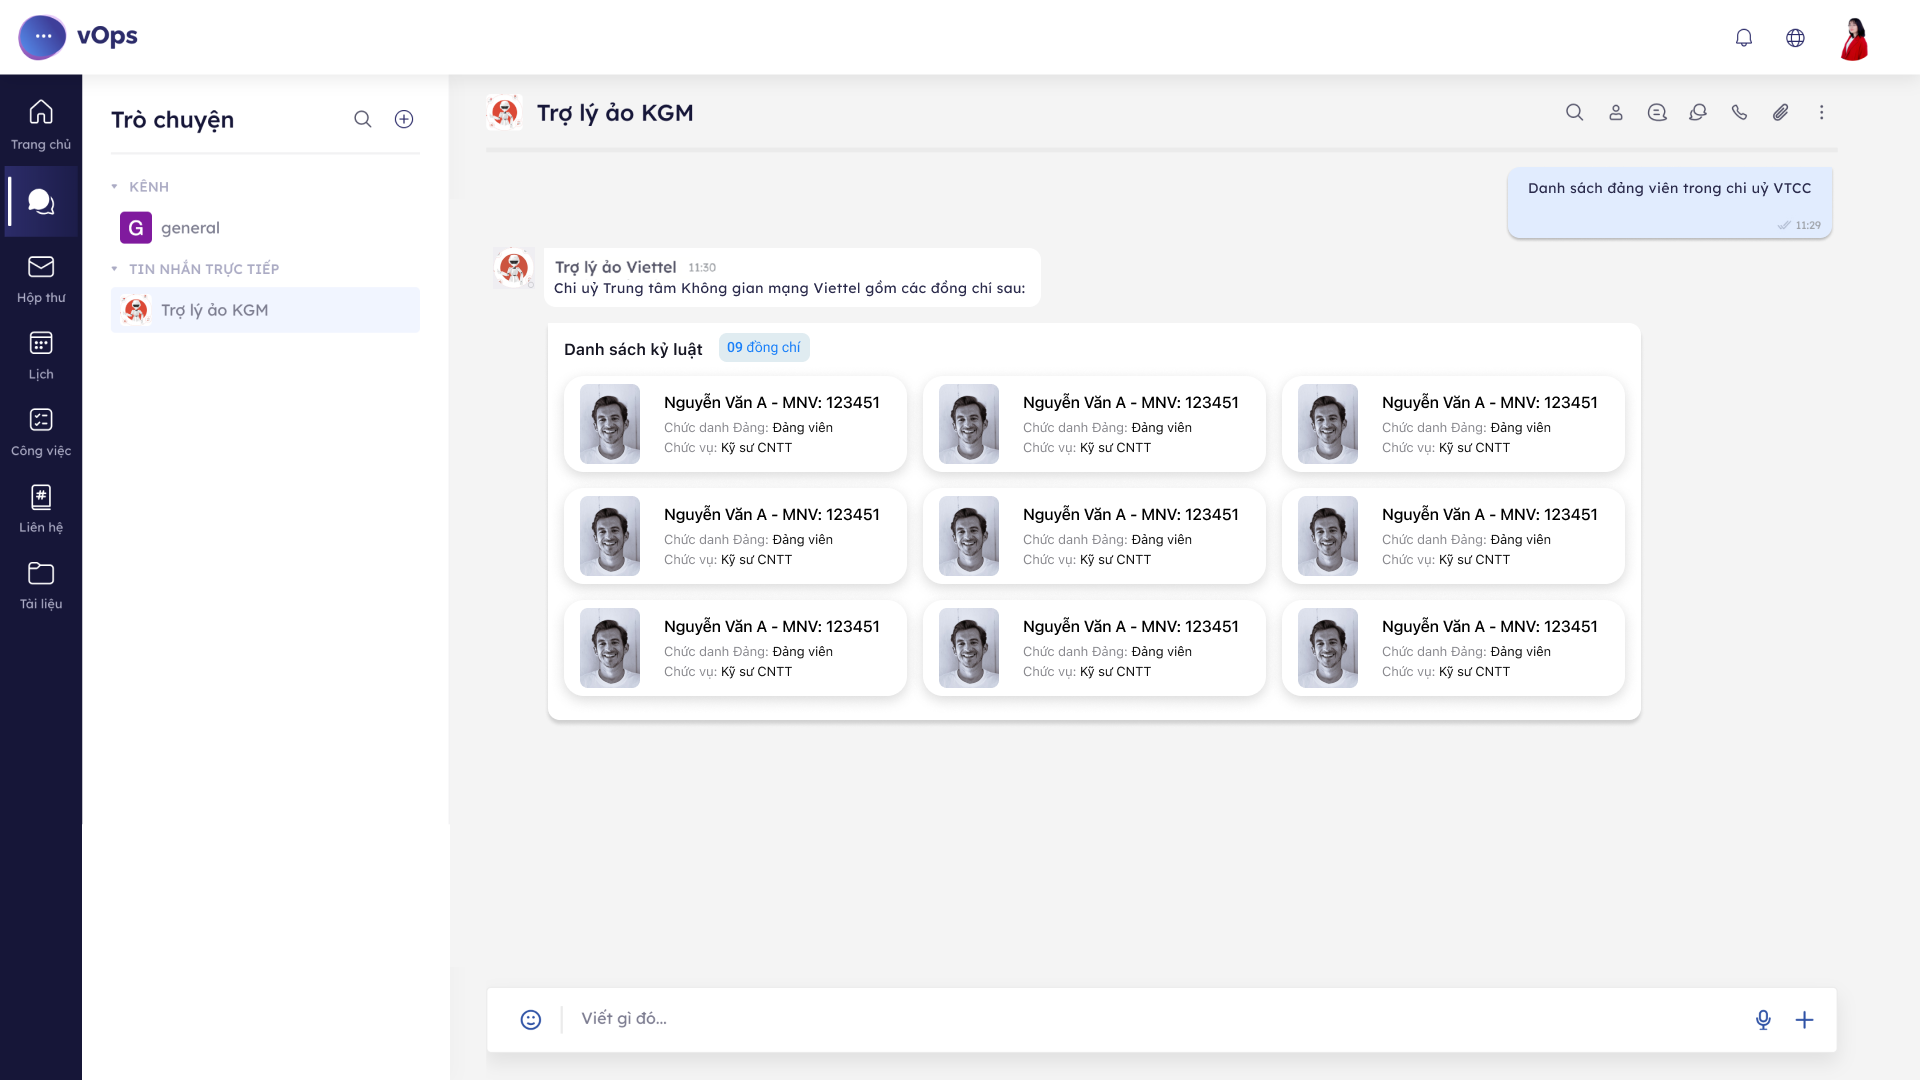 vOps
Trang chủ
Hộp thư
Lịch
Công việc
Liên hệ
Tài liệu
Trò chuyện
KÊNH
G general
TIN NHẮN TRỰC TIẾP
Trợ lý ảo KGM
Trợ lý ảo KGM
Danh sách đảng viên trong chi uỷ VTCC
11:29
Trợ lý ảo Viettel 11:30
Chi uỷ Trung tâm Không gian mạng Viettel gồm các đồng chí sau:
Danh sách kỷ luật 09 đồng chí
Nguyễn Văn A - MNV: 123451
Chức danh Đảng: Đảng viên
Chức vụ: Kỹ sư CNTT
Nguyễn Văn A - MNV: 123451
Chức danh Đảng: Đảng viên
Chức vụ: Kỹ sư CNTT
Nguyễn Văn A - MNV: 123451
Chức danh Đảng: Đảng viên
Chức vụ: Kỹ sư CNTT
Nguyễn Văn A - MNV: 123451
Chức danh Đảng: Đảng viên
Chức vụ: Kỹ sư CNTT
Nguyễn Văn A - MNV: 123451
Chức danh Đảng: Đảng viên
Chức vụ: Kỹ sư CNTT
Nguyễn Văn A - MNV: 123451
Chức danh Đảng: Đảng viên
Chức vụ: Kỹ sư CNTT
Nguyễn Văn A - MNV: 123451
Chức danh Đảng: Đảng viên
Chức vụ: Kỹ sư CNTT
Nguyễn Văn A - MNV: 123451
Chức danh Đảng: Đảng viên
Chức vụ: Kỹ sư CNTT
Nguyễn Văn A - MNV: 123451
Chức danh Đảng: Đảng viên
Chức vụ: Kỹ sư CNTT
Viết gì đó...